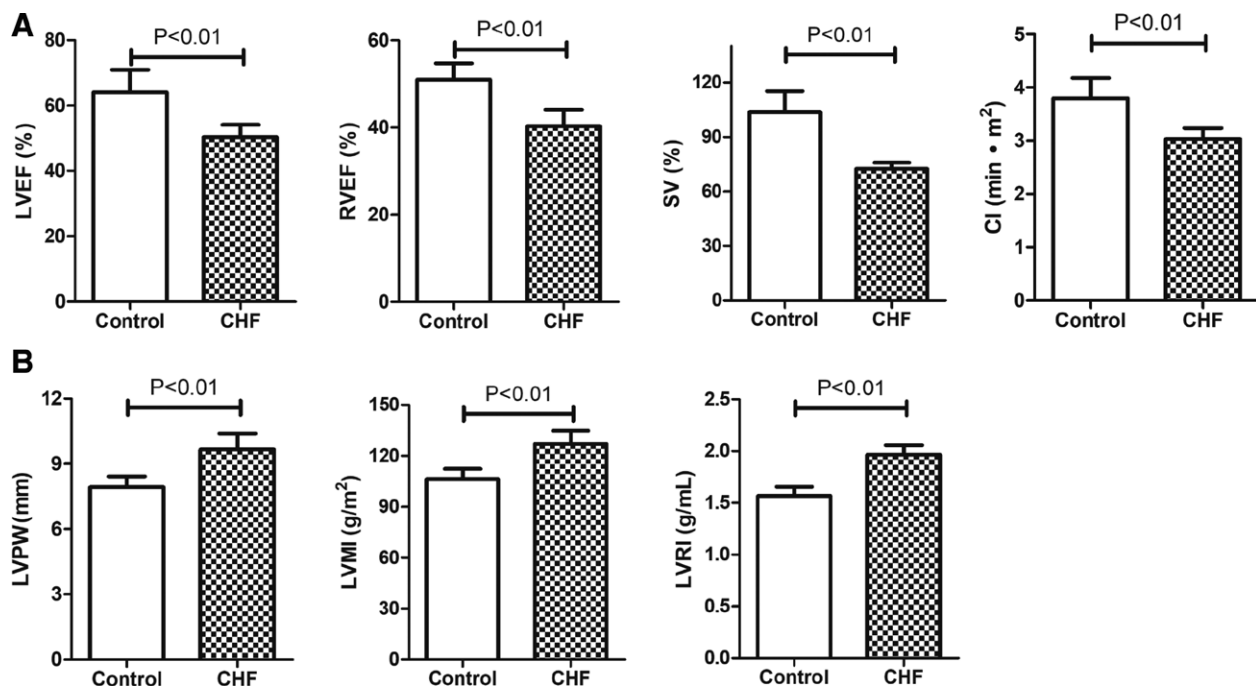 A
P<0.01
LVEF (%)
80
60
40
20
0
Control CHF
P<0.01
RVEF (%)
60
40
20
0
Control CHF
P<0.01
SV (%)
120
90
60
30
0
Control CHF
P<0.01
CI (min • m²)
5
4
3
2
1
0
Control CHF
B
P<0.01
LVPW(mm)
12
9
6
3
0
Control CHF
P<0.01
LVMI (g/m²)
150
120
90
60
30
0
Control CHF
P<0.01
LVRI (g/mL)
2.5
2.0
1.5
1.0
0.5
0.0
Control CHF